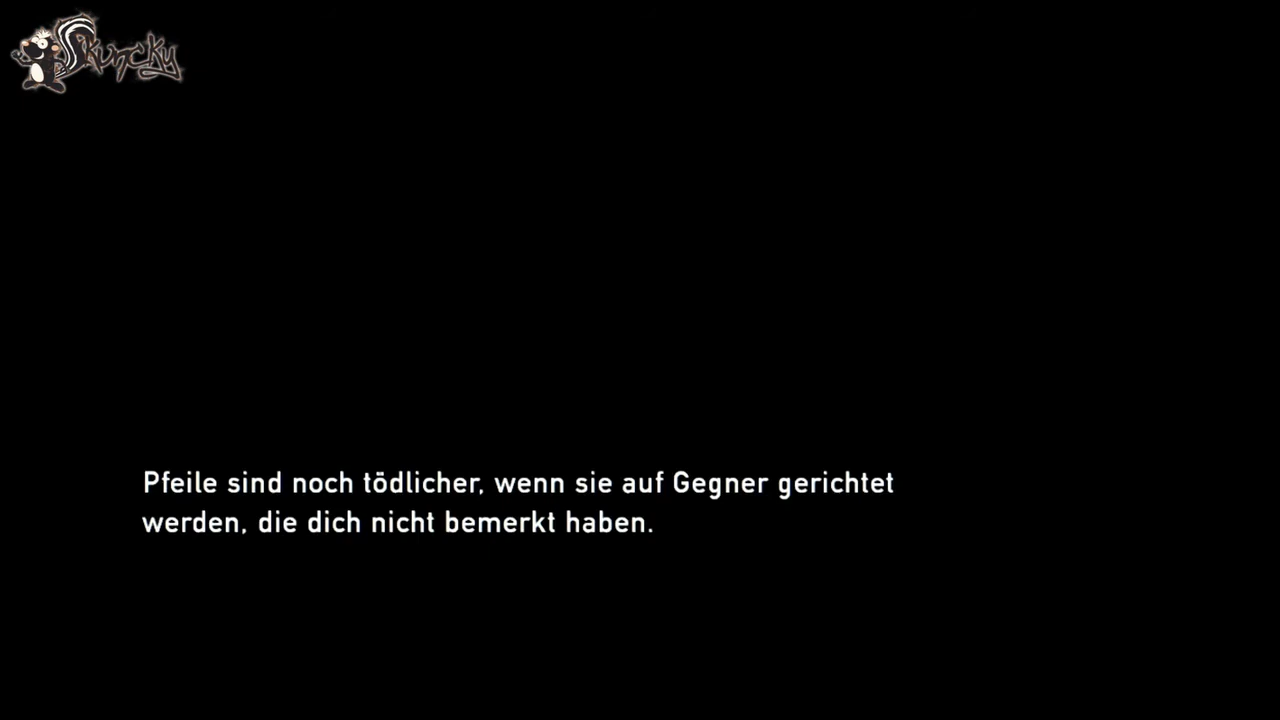 Skuncky
Pfeile sind noch tödlicher, wenn sie auf Gegner gerichtet
werden, die dich nicht bemerkt haben.